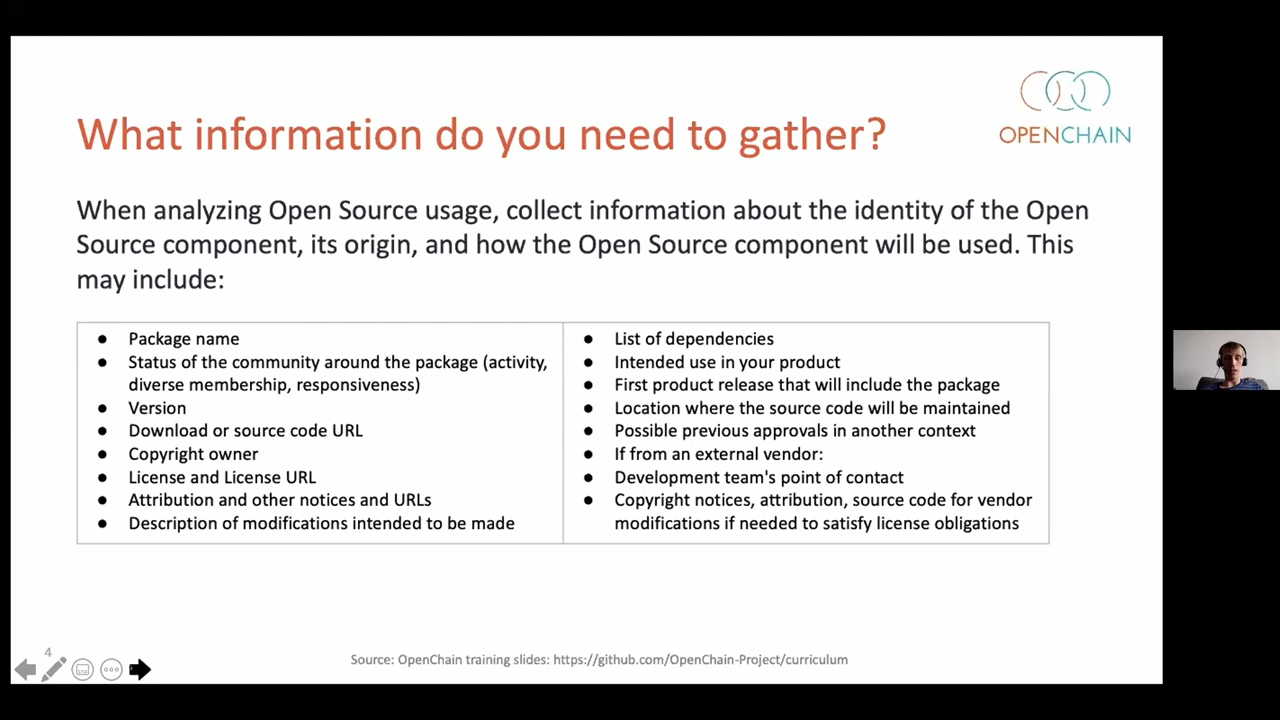 OPENCHAIN
What information do you need to gather?
When analyzing Open Source usage, collect information about the identity of the Open
Source component, its origin, and how the Open Source component will be used. This
may include:
● Package name
● Status of the community around the package (activity,
diverse membership, responsiveness)
● Version
● Download or source code URL
● Copyright owner
● License and License URL
● Attribution and other notices and URLs
● Description of modifications intended to be made
● List of dependencies
● Intended use in your product
● First product release that will include the package
● Location where the source code will be maintained
● Possible previous approvals in another context
● If from an external vendor:
● Development team's point of contact
● Copyright notices, attribution, source code for vendor
modifications if needed to satisfy license obligations
4
Source: OpenChain training slides: https://github.com/OpenChain-Project/curriculum